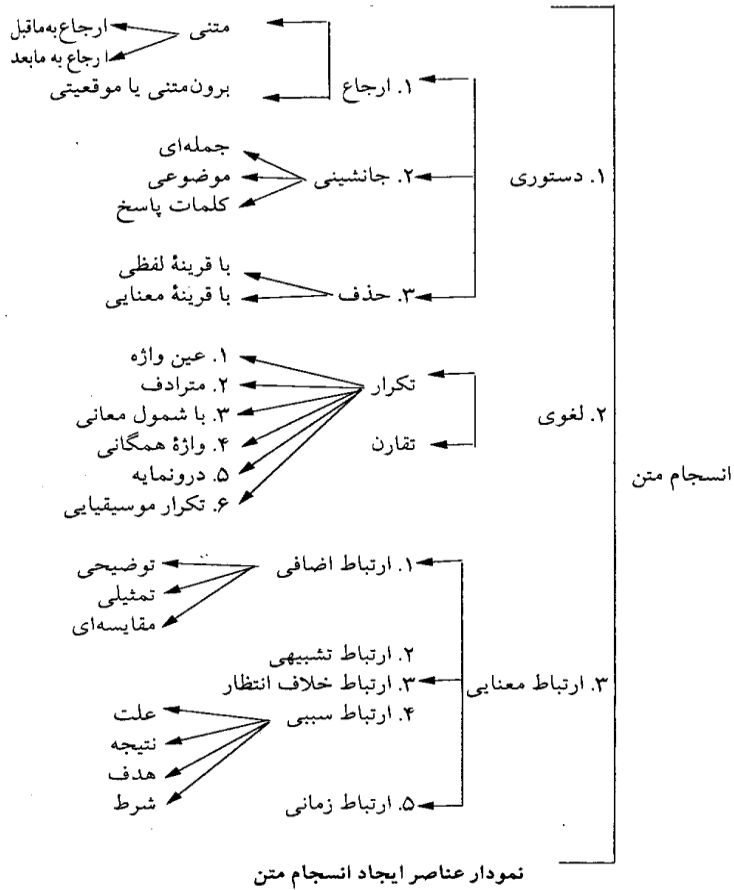 متنی ارجاع به‌ماقبل
ارجاع به مابعد
۱. ارجاع برون‌متنی یا موقعیتی
جمله‌ای
۱. دستوری ۲. جانشینی موضوعی
کلمات پاسخ
با قرینهٔ لفظی
۳. حذف با قرینهٔ معنایی
۱. عین واژه
تکرار ۲. مترادف
۳. با شمول معانی
۲. لغوی تقارن ۴. واژهٔ همگانی
۵. درونمایه
انسجام متن
۶. تکرار موسیقیایی
۱. ارتباط اضافی توضیحی
تمثیلی
مقایسه‌ای
۲. ارتباط تشبیهی
۳. ارتباط معنایی ۳. ارتباط خلاف انتظار
۴. ارتباط سببی علت
نتیجه
هدف
۵. ارتباط زمانی شرط
نمودار عناصر ایجاد انسجام متن